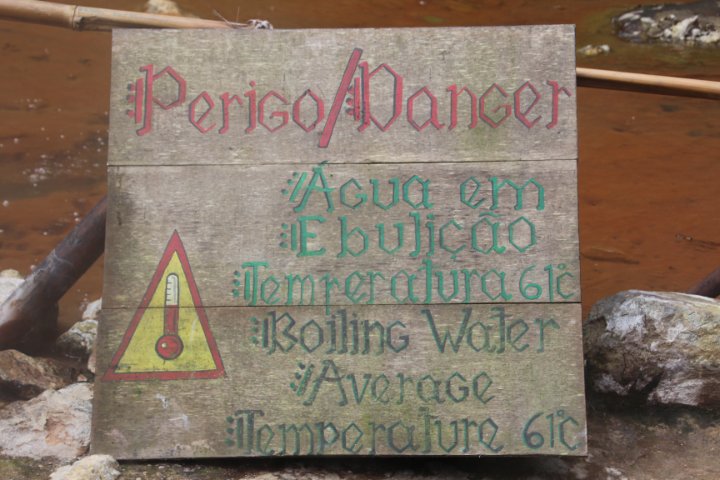 Perigo/Danger
Água em
Ebulição
Temperatura 61ºC
Boiling Water
Average
Temperature 61ºC